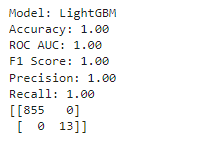 Model: LightGBM
Accuracy: 1.00
ROC AUC: 1.00
F1 Score: 1.00
Precision: 1.00
Recall: 1.00
[[855   0]
 [  0  13]]